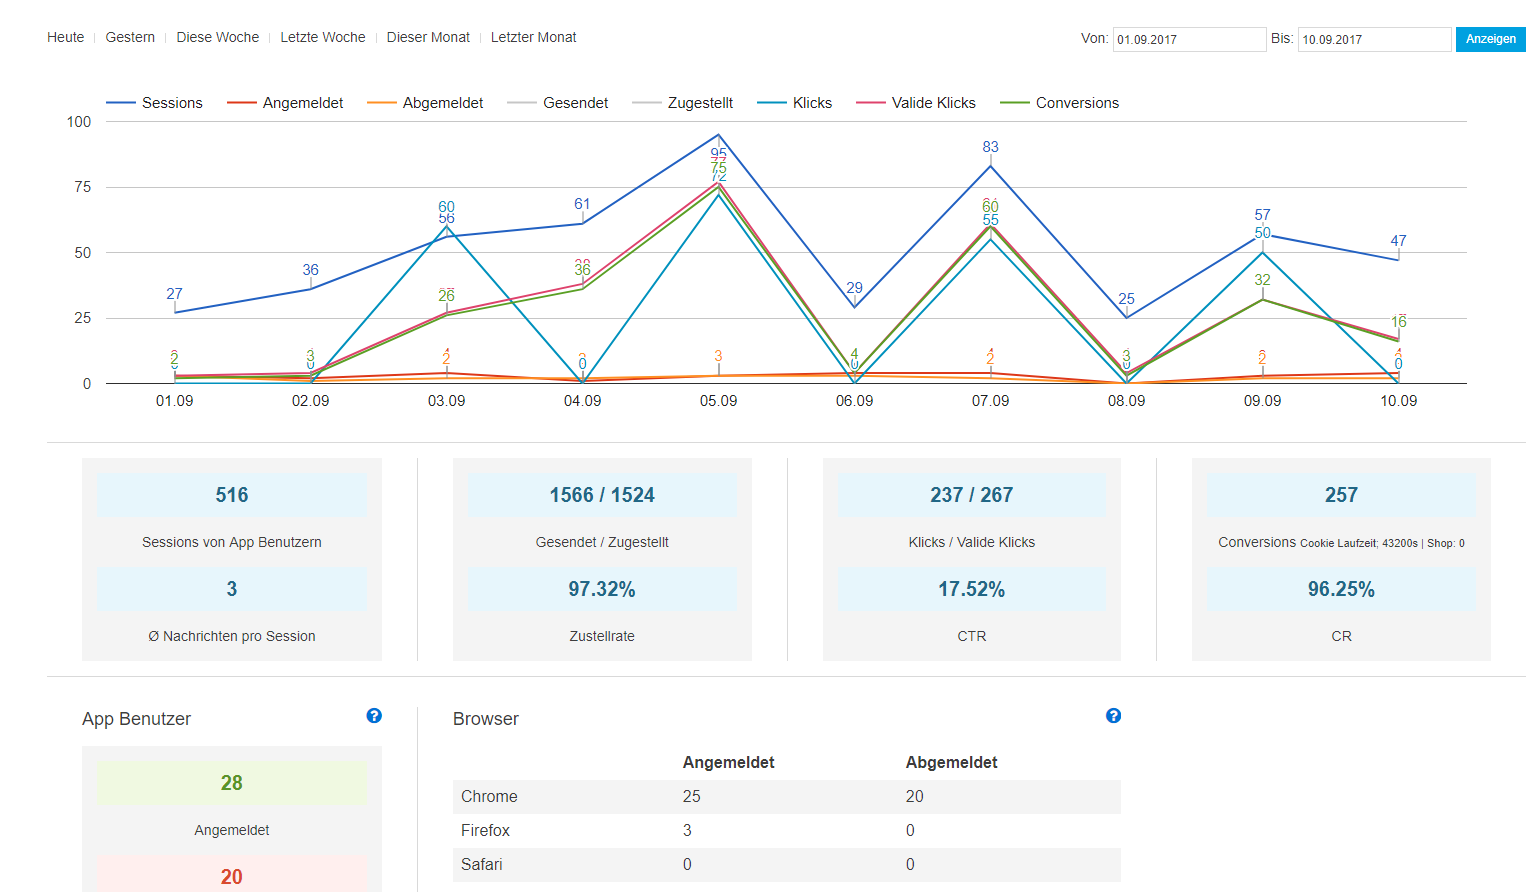 Heute Gestern Diese Woche Letzte Woche Dieser Monat Letzter Monat Von: 01.09.2017 Bis: 10.09.2017 Anzeigen
Sessions Angemeldet Abgemeldet Gesendet Zugestellt Klicks Valide Klicks Conversions
100
75
50
25
0
27 36 60 56 61 95 75 72 29 83 60 55 25 57 50 47
2 3 0 26 2 36 0 3 4 0 2 3 32 2 16 0
01.09 02.09 03.09 04.09 05.09 06.09 07.09 08.09 09.09 10.09
516 1566 / 1524 237 / 267 257
Sessions von App Benutzern Gesendet / Zugestellt Klicks / Valide Klicks Conversions Cookie Laufzeit; 43200s | Shop: 0
3 97.32% 17.52% 96.25%
Ø Nachrichten pro Session Zustellrate CTR CR
App Benutzer ? Browser ?
Angemeldet Abgemeldet
28
Chrome 25 20
Angemeldet
Firefox 3 0
Safari 0 0
20